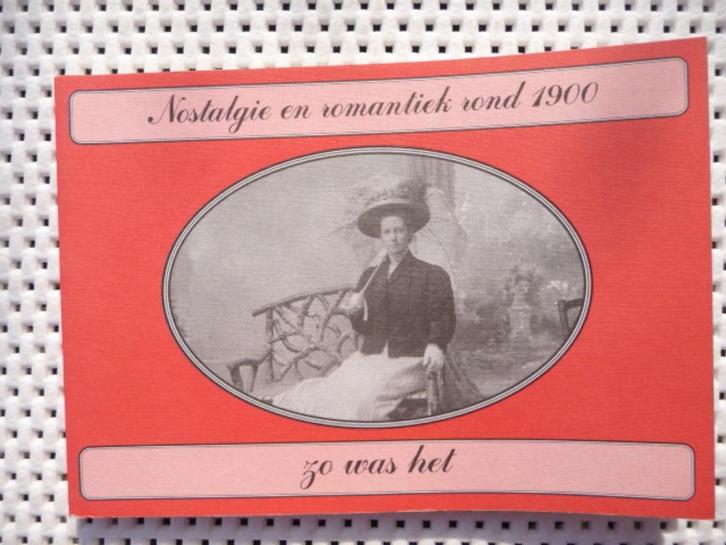 Nostalgie en romantiek rond 1900
zo was het